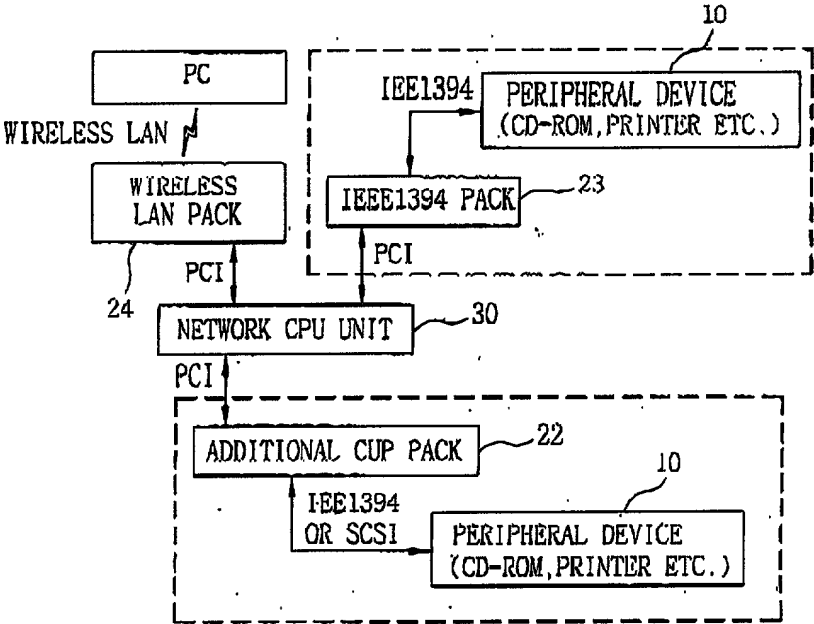 10
PC
IEE1394
PERIPHERAL DEVICE
(CD-ROM,PRINTER ETC.)
WIRELESS LAN
WIRELESS
LAN PACK
IEEE1394 PACK
23
PCI
PCI
24
NETWORK CPU UNIT
30
PCI
ADDITIONAL CUP PACK
22
10
IEE1394
OR SCSI
PERIPHERAL DEVICE
(CD-ROM,PRINTER ETC.)